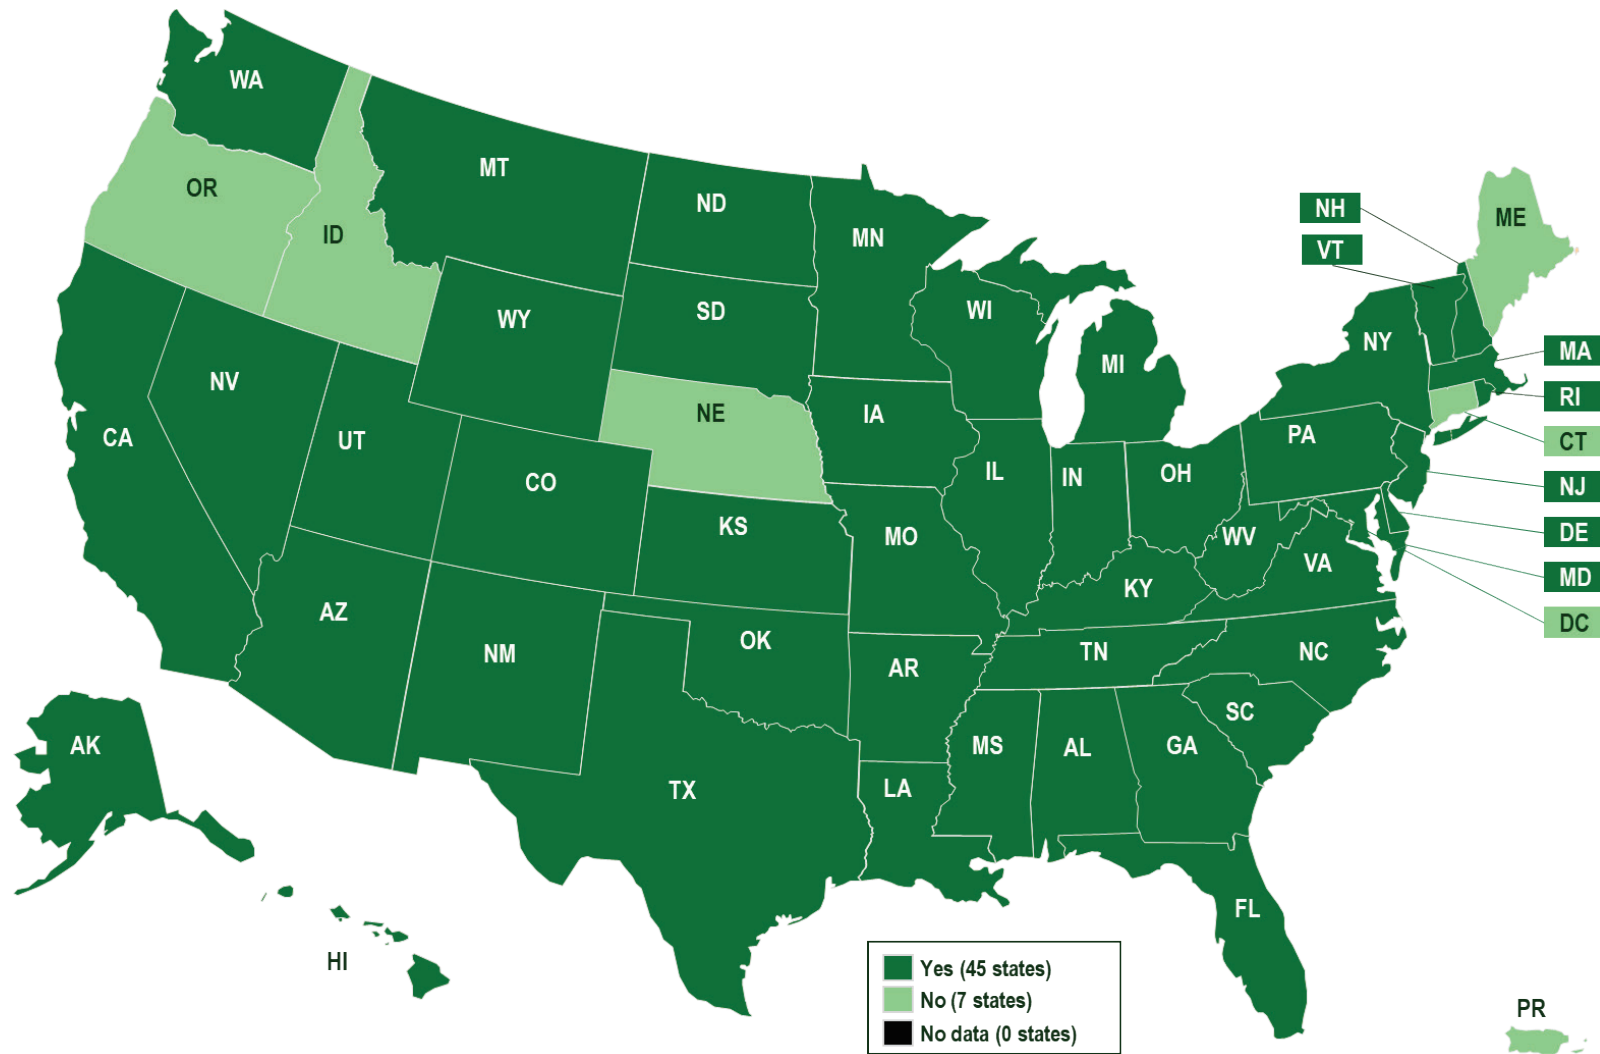 WA
MT
ND
OR
ID
MN
NH
ME
VT
WY
SD
WI
NY
MI
MA
NV
NE
IA
RI
CA
UT
PA
CT
CO
IL
IN
OH
NJ
KS
MO
WV
DE
VA
MD
KY
AZ
DC
NM
OK
AR
TN
NC
SC
AK
MS
AL
GA
TX
LA
FL
HI
Yes (45 states)
No (7 states)
No data (0 states)
PR